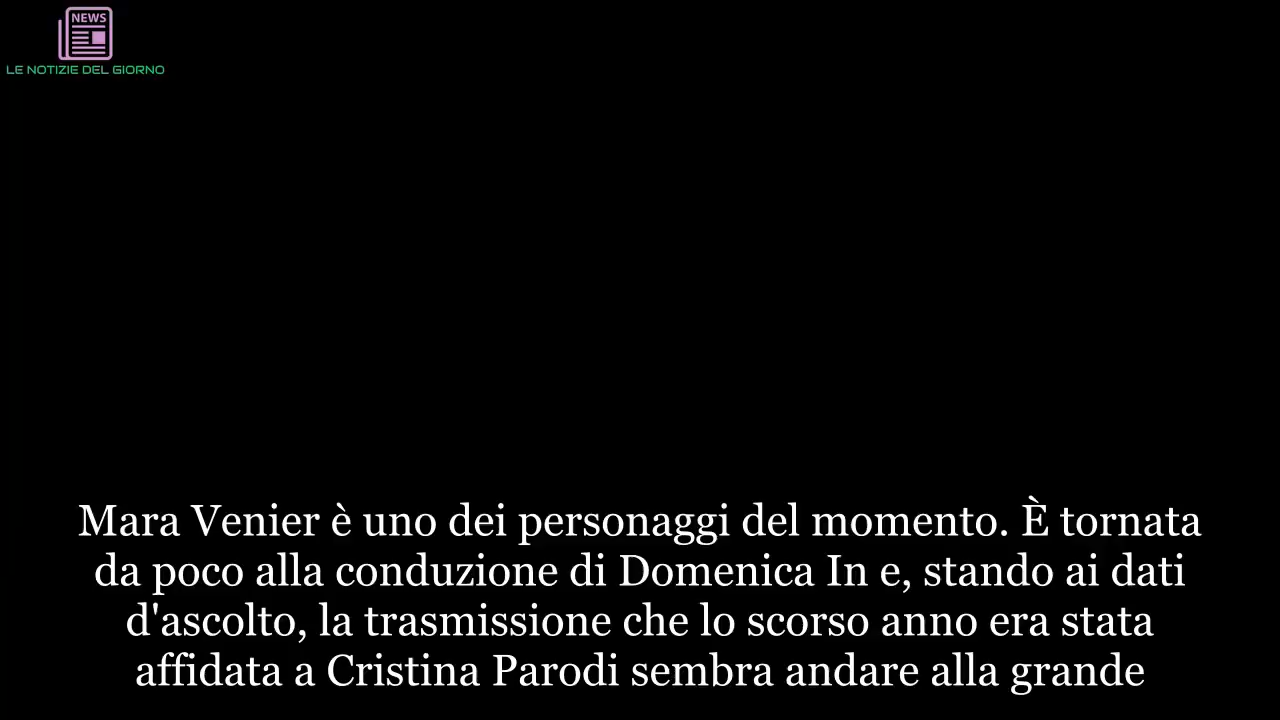 NEWS
LE NOTIZIE DEL GIORNO
Mara Venier è uno dei personaggi del momento. È tornata
da poco alla conduzione di Domenica In e, stando ai dati
d'ascolto, la trasmissione che lo scorso anno era stata
affidata a Cristina Parodi sembra andare alla grande